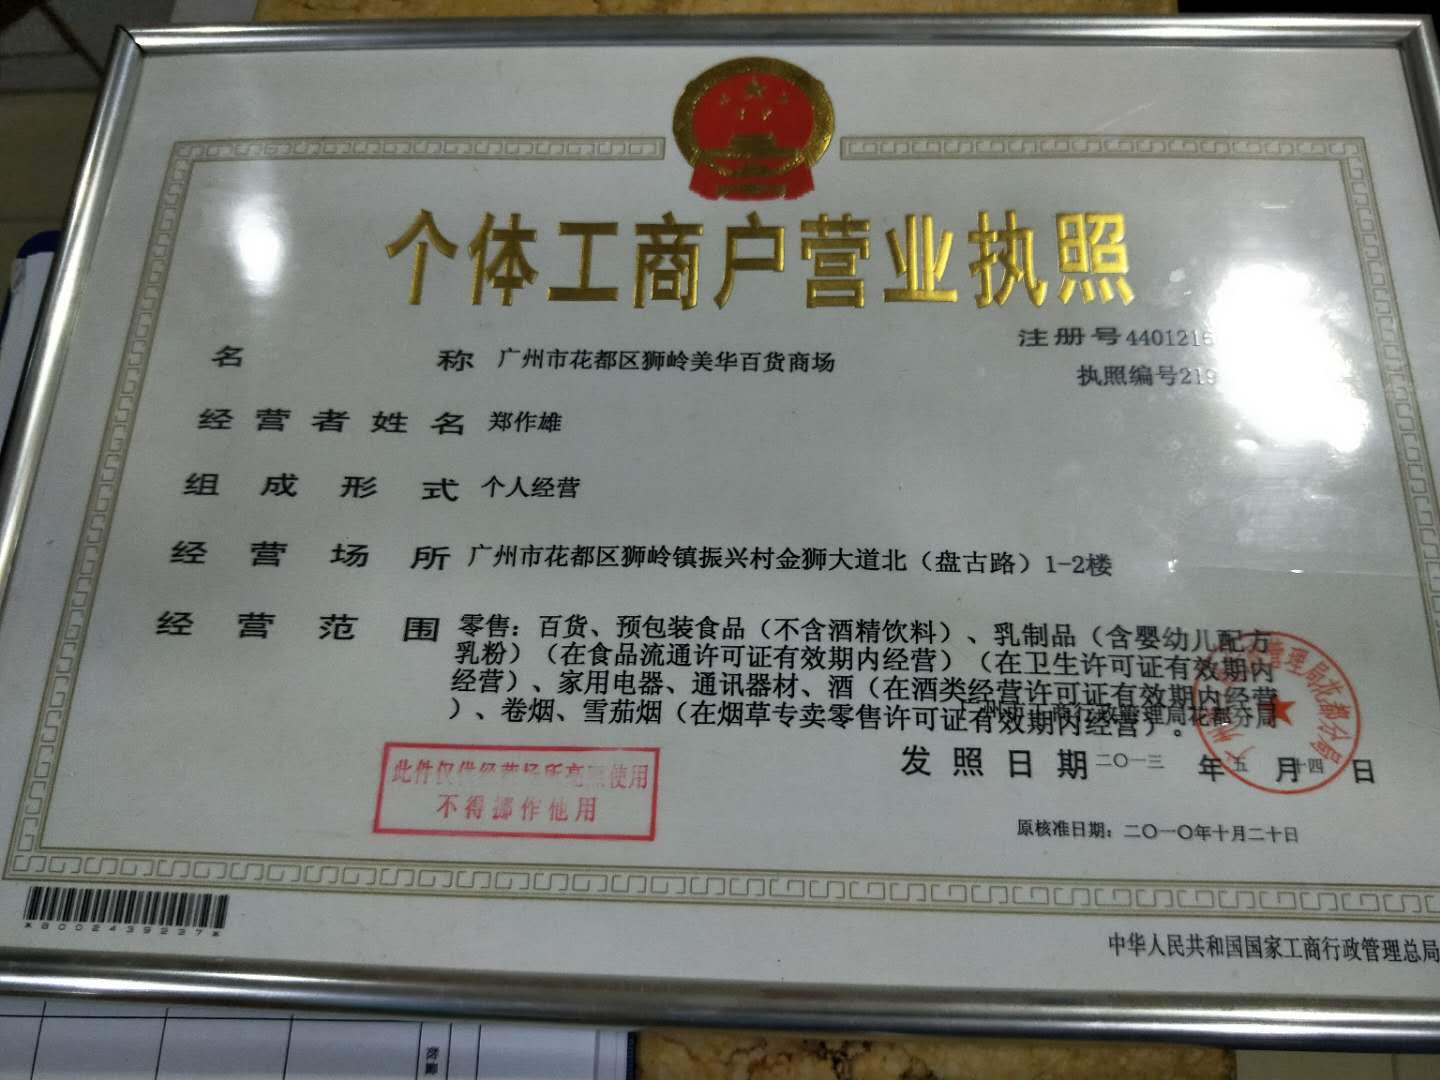 个体工商户营业执照
注册号440121
执照编号219
名称 广州市花都区狮岭美华百货商场
经营者姓名 郑作雄
组成形式 个人经营
经营场所 广州市花都区狮岭镇振兴村金狮大道北（盘古路）1-2楼
经营范围 零售：百货、预包装食品（不含酒精饮料）、乳制品（含婴幼儿配方
乳粉）（在食品流通许可证有效期内经营）（在卫生许可证有效期内
经营）、家用电器、通讯器材、酒（在酒类经营许可证有效期内经营
）、卷烟、雪茄烟（在烟草专卖零售许可证有效期内经营）。
广州市工商行政管理局花都分局
发照日期 二〇一三年五月十四日
此件仅供经营场所亮照使用
不得挪作他用
原核准日期：二〇一〇年十月二十日
*8002439237*
中华人民共和国国家工商行政管理总局
数量